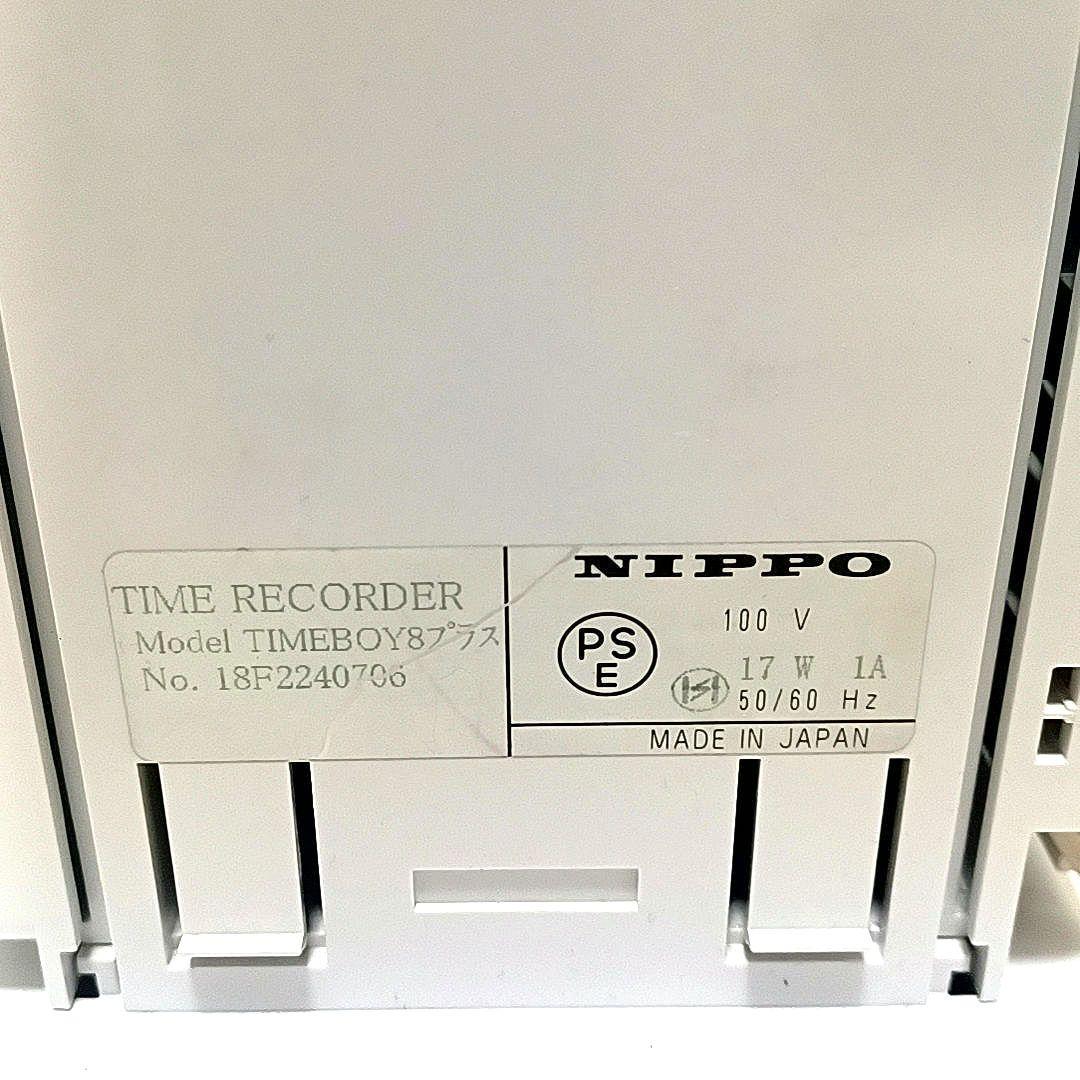 TIME RECORDER
Model TIMEBOY8プラス
No. 18F2240706
NIPPO
PS
E
100 V
17 W 1A
50/60 Hz
MADE IN JAPAN